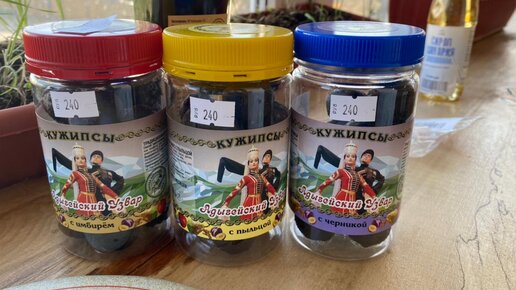 240
КУЖИПСЫ
Адыгейский Узвар
с имбирём
240
КУЖИПСЫ
Адыгейский Узвар
с пыльцой
240
КУЖИПСЫ
Адыгейский Узвар
с черникой